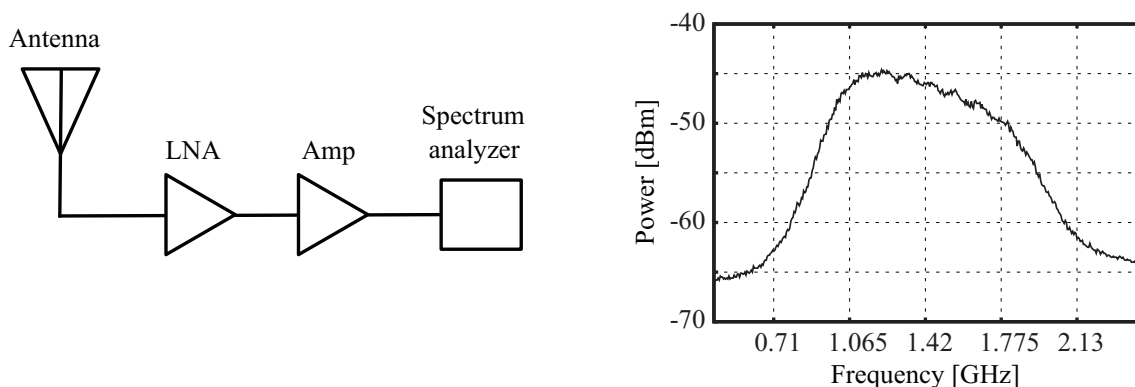 Antenna
LNA
Amp
Spectrum
analyzer
Power [dBm]
-40
-50
-60
-70
0.71 1.065 1.42 1.775 2.13
Frequency [GHz]